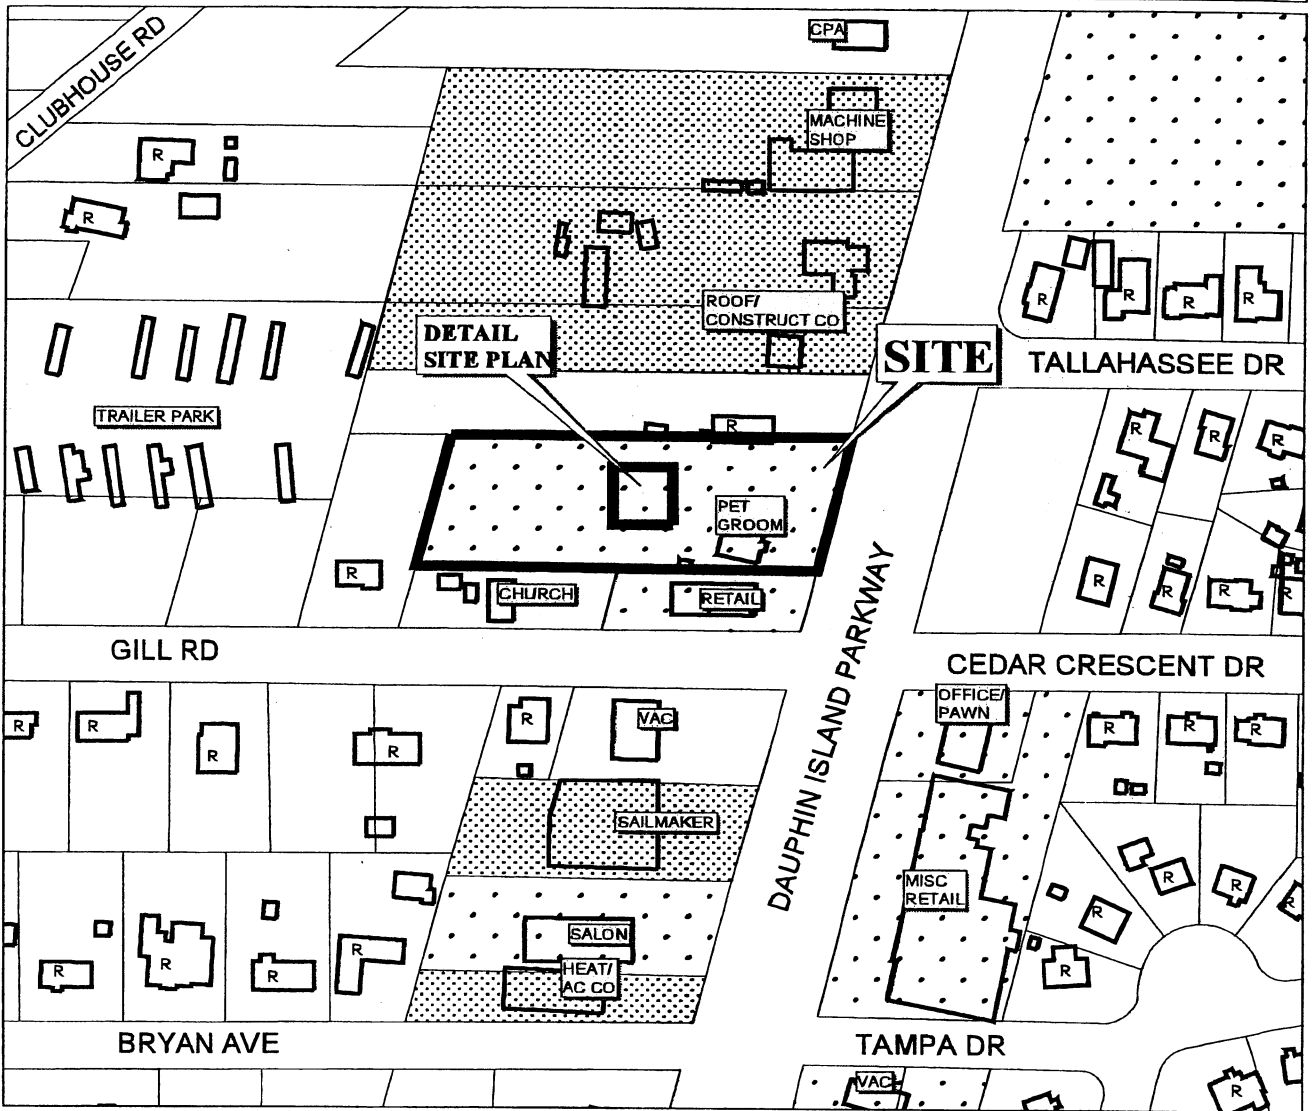 CLUBHOUSE RD
CPA
MACHINE
SHOP
R
R
ROOF/
CONSTRUCT CO
R
R
R
R
DETAIL
SITE PLAN
SITE
TALLAHASSEE DR
TRAILER PARK
R
R
R
R
PET
GROOM
R
CHURCH
RETAIL
R
R
R
R
GILL RD
DAUPHIN ISLAND PARKWAY
CEDAR CRESCENT DR
OFFICE/
PAWN
R
R
R
R
R
VAC
R
R
R
SAILMAKER
MISC
RETAIL
R
R
R
R
SALON
R
R
R
R
R
HEAT/
AC CO
BRYAN AVE
TAMPA DR
VAC
R